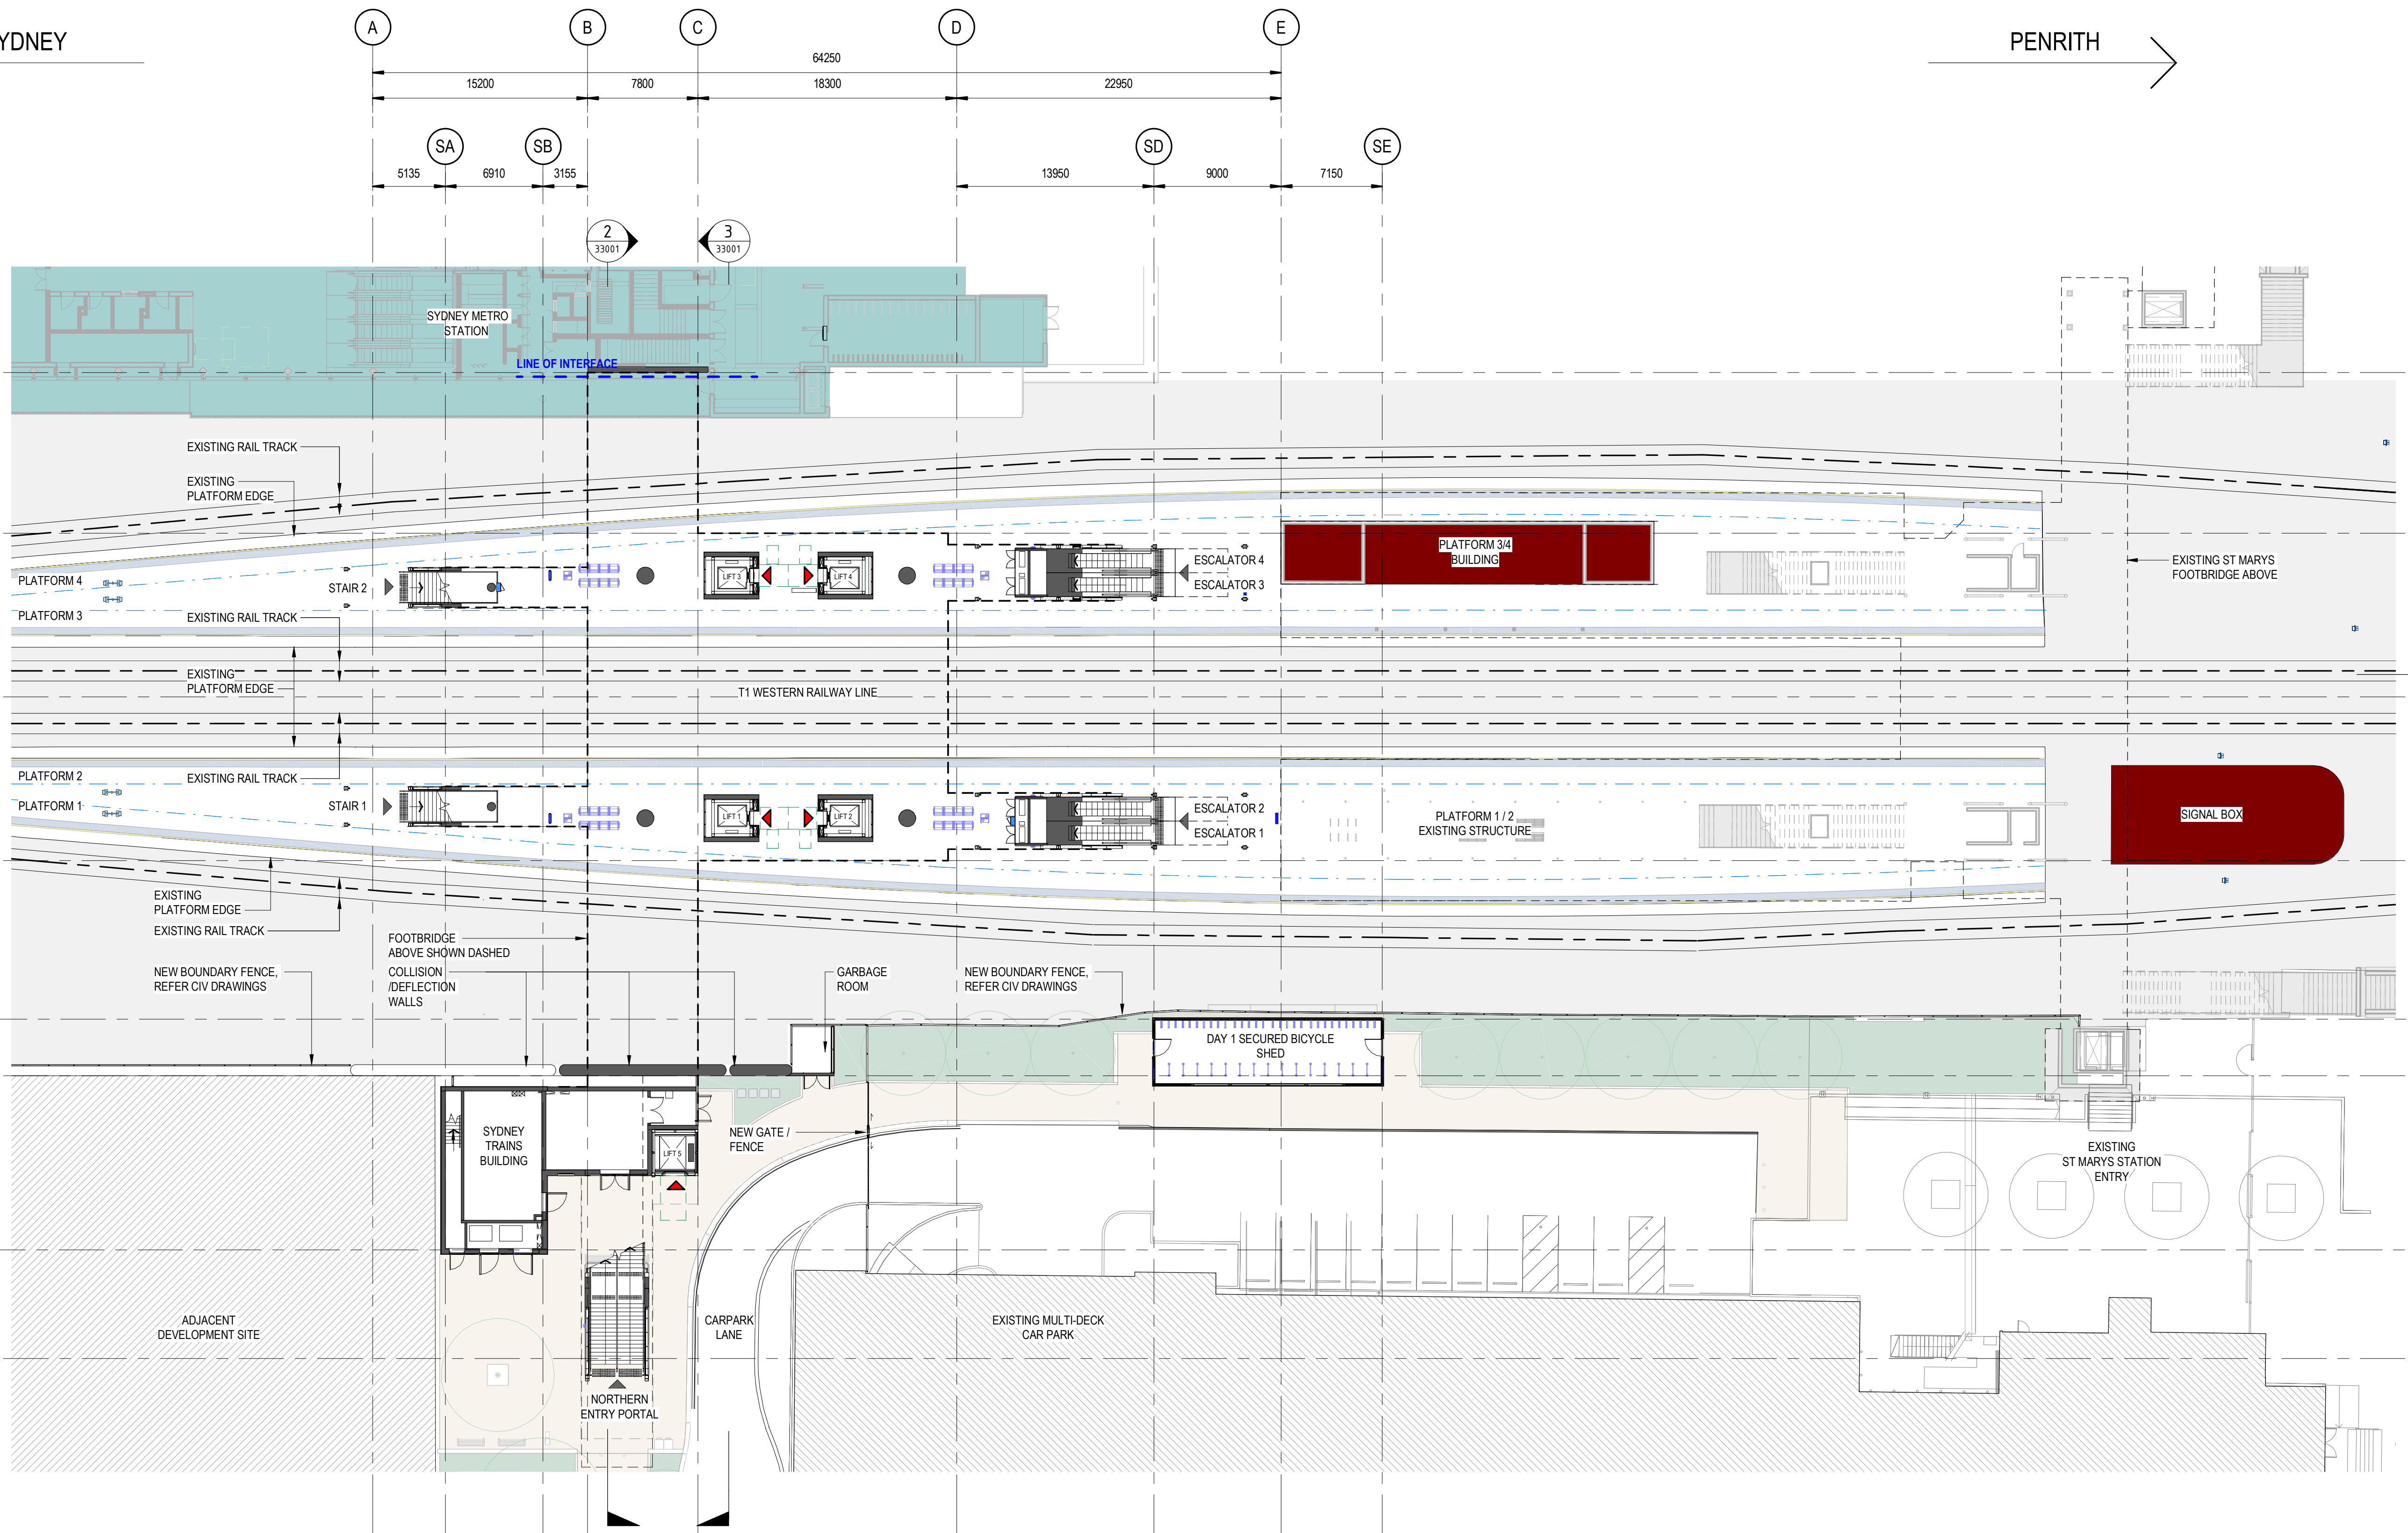 YDNEY
A
B
C
D
E
PENRITH
64250
15200
7800
18300
22950
SA
SB
SD
SE
5135
6910
3155
13950
9000
7150
2
33001
3
33001
SYDNEY METRO
STATION
LINE OF INTERFACE
EXISTING RAIL TRACK
EXISTING
PLATFORM EDGE
PLATFORM 4
PLATFORM 3
STAIR 2
LIFT 3
LIFT 4
ESCALATOR 4
ESCALATOR 3
PLATFORM 3/4
BUILDING
EXISTING ST MARYS
FOOTBRIDGE ABOVE
EXISTING RAIL TRACK
EXISTING
PLATFORM EDGE
T1 WESTERN RAILWAY LINE
PLATFORM 2
PLATFORM 1
EXISTING RAIL TRACK
STAIR 1
LIFT 1
LIFT 2
ESCALATOR 2
ESCALATOR 1
PLATFORM 1 / 2
EXISTING STRUCTURE
SIGNAL BOX
EXISTING
PLATFORM EDGE
EXISTING RAIL TRACK
FOOTBRIDGE
ABOVE SHOWN DASHED
NEW BOUNDARY FENCE,
REFER CIV DRAWINGS
COLLISION
/DEFLECTION
WALLS
GARBAGE
ROOM
NEW BOUNDARY FENCE,
REFER CIV DRAWINGS
DAY 1 SECURED BICYCLE
SHED
SYDNEY
TRAINS
BUILDING
LIFT 5
NEW GATE /
FENCE
EXISTING
ST MARYS STATION
ENTRY
ADJACENT
DEVELOPMENT SITE
CARPARK
LANE
EXISTING MULTI-DECK
CAR PARK
NORTHERN
ENTRY PORTAL